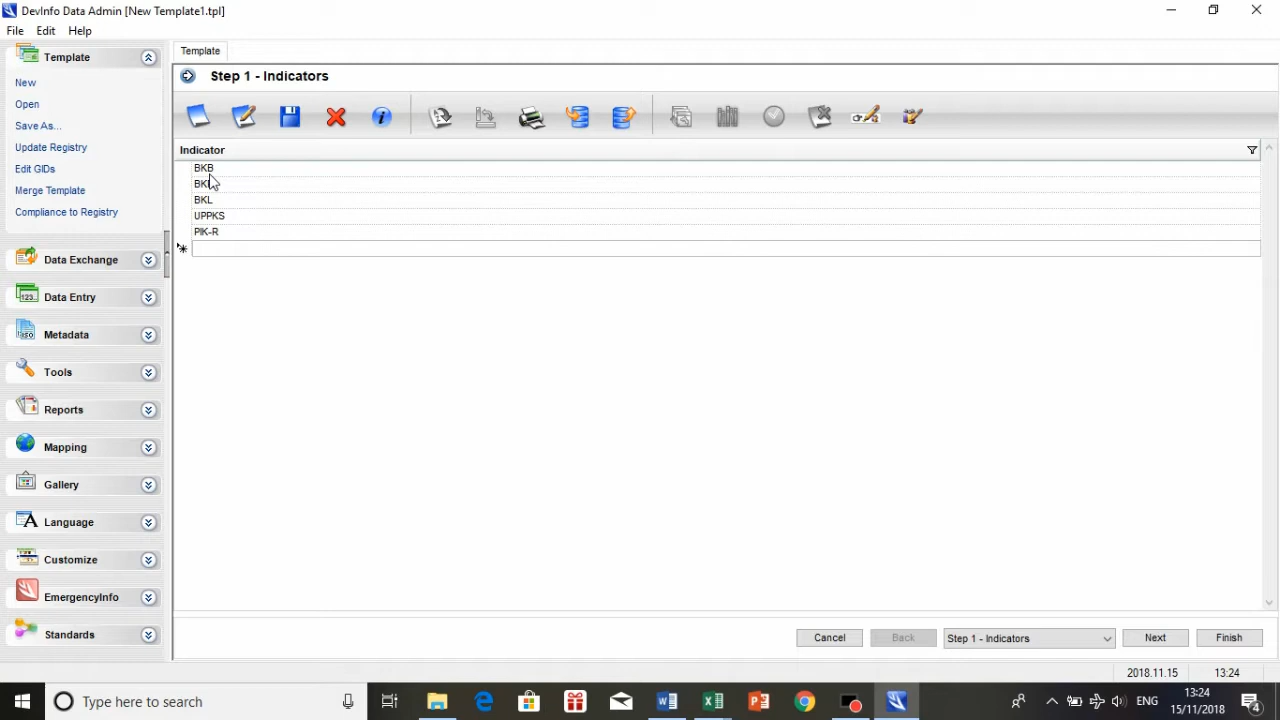 DevInfo Data Admin [New Template1.tpl]
File Edit Help
Template
Template
New
Open
Save As...
Update Registry
Edit GIDs
Merge Template
Compliance to Registry
Data Exchange
Data Entry
Metadata
Tools
Reports
Mapping
Gallery
Language
Customize
EmergencyInfo
Standards
Step 1 - Indicators
Indicator
BKB
BKL
UPPKS
PIK-R
Cancel Back Step 1 - Indicators Next Finish
2018.11.15 13:24
Type here to search
ENG
13:24
15/11/2018
4